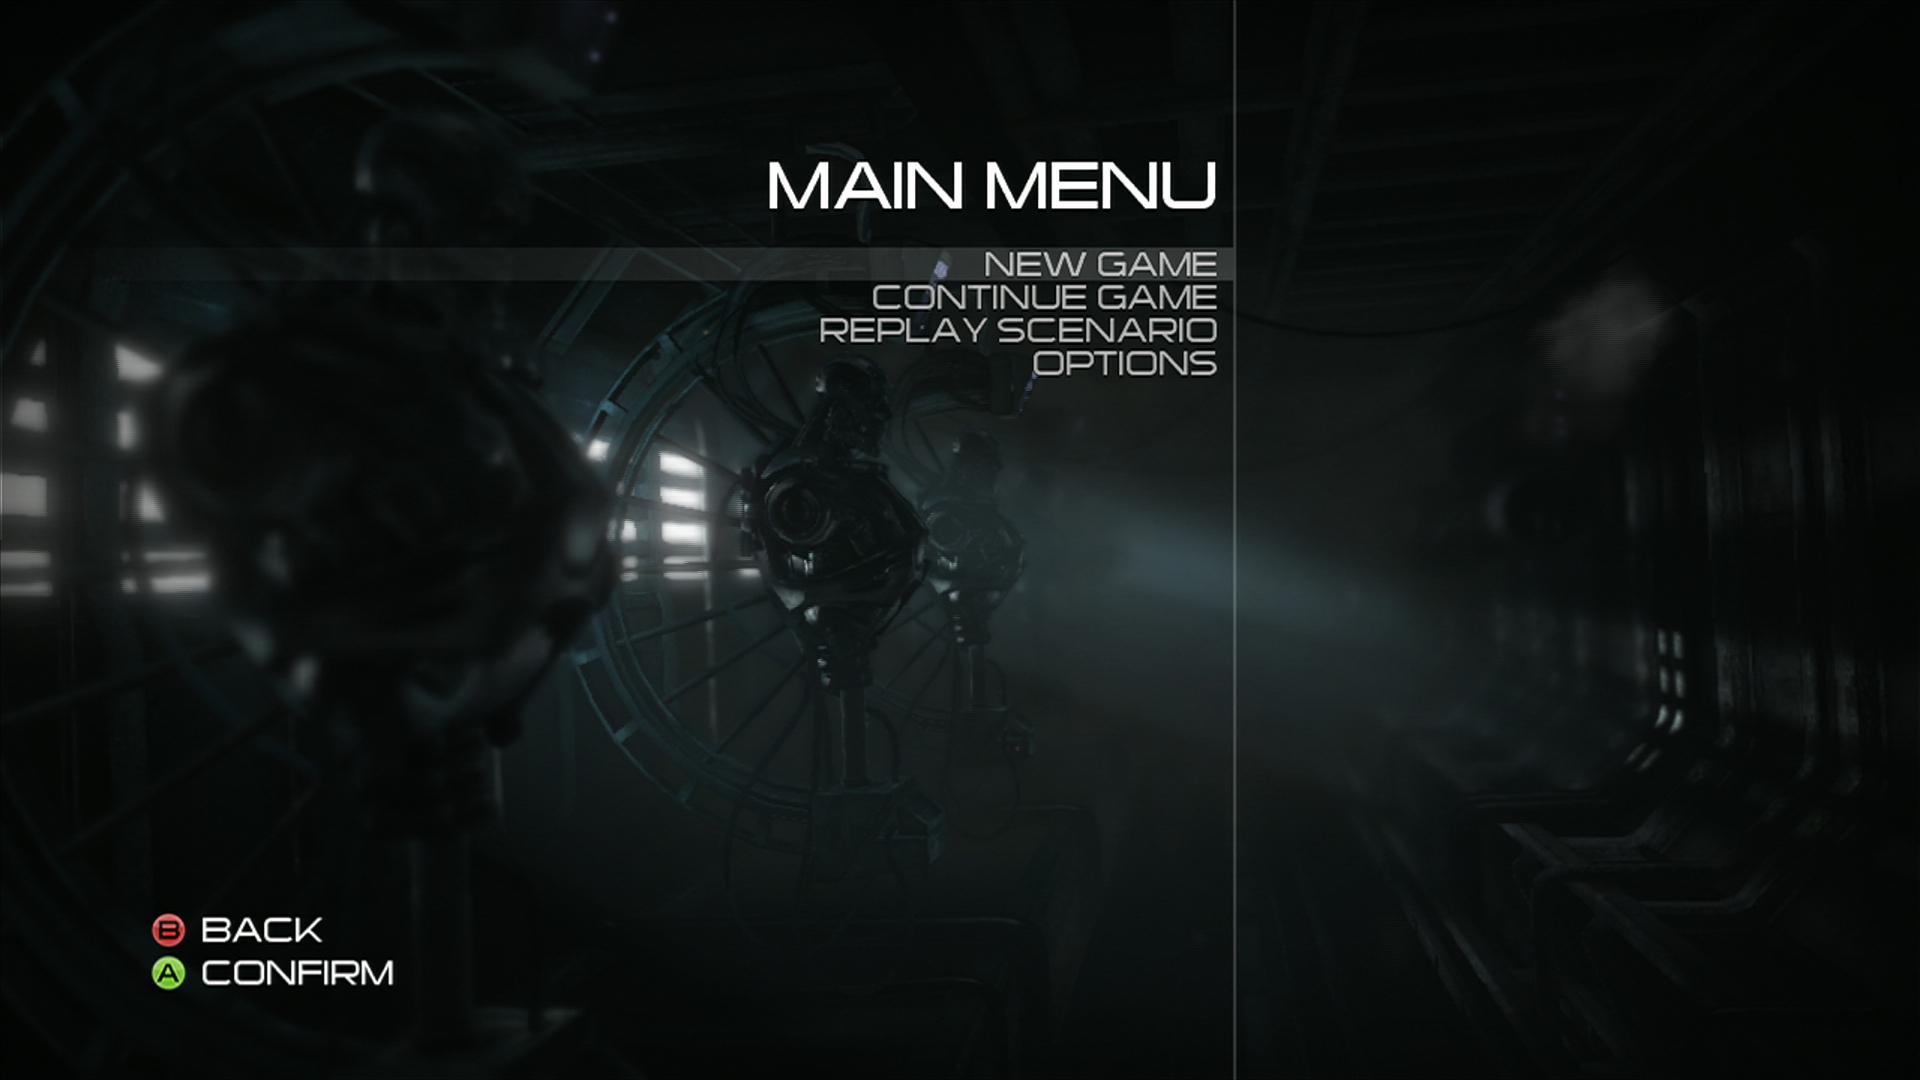 MAIN MENU
NEW GAME
CONTINUE GAME
REPLAY SCENARIO
OPTIONS
B BACK
A CONFIRM